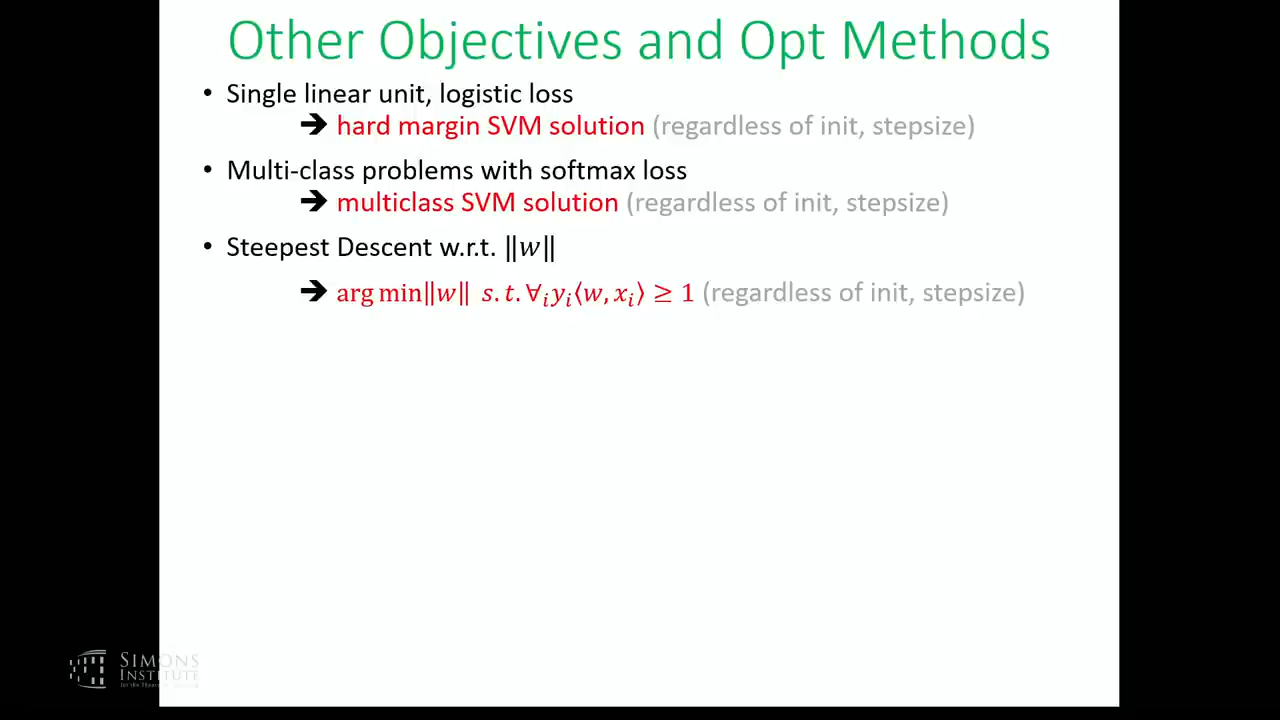 Other Objectives and Opt Methods
• Single linear unit, logistic loss
➔ hard margin SVM solution (regardless of init, stepsize)
• Multi-class problems with softmax loss
➔ multiclass SVM solution (regardless of init, stepsize)
• Steepest Descent w.r.t. ‖w‖
➔ arg min‖w‖ s.t. ∀ᵢyᵢ⟨w, xᵢ⟩ ≥ 1 (regardless of init, stepsize)
SIMONS
INSTITUTE